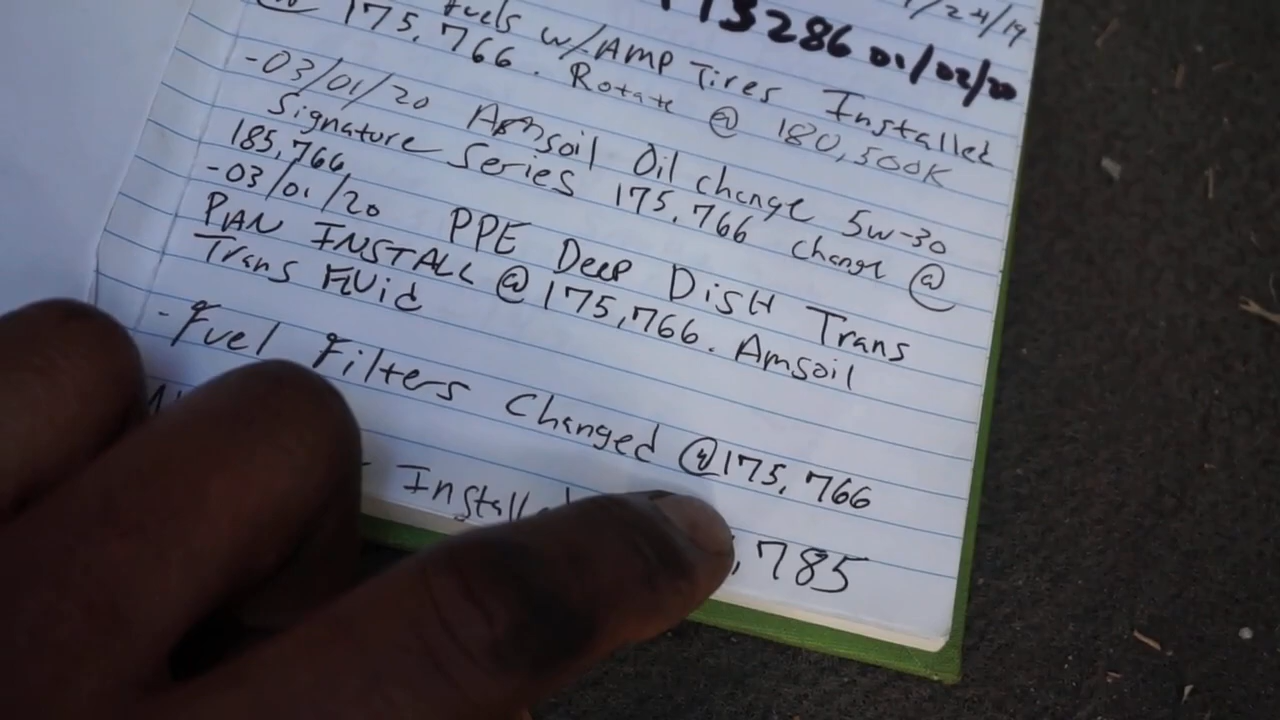 /24/19
113286 01/02/20
Fuels w/AMP Tires Installed
@ 175,766. Rotate @ 180,500K
-03/01/20 Amsoil Oil change 5w-30
Signature Series 175,766 change @
185,766
-03/01/20 PPE Deep DisH Trans
PAN INSTALL @ 175,766. Amsoil
Trans FLUid
-Fuel Filters Changed @175,766
Install
,785